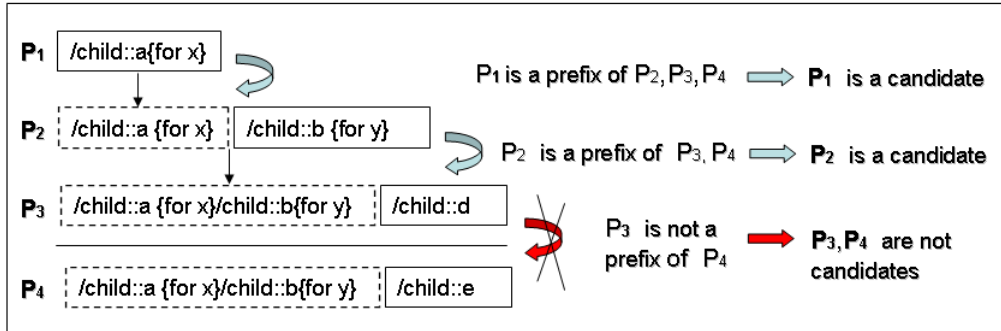 P1 /child::a{for x}
P1 is a prefix of P2, P3, P4 P1 is a candidate
P2 /child::a {for x} /child::b {for y}
P2 is a prefix of P3, P4 P2 is a candidate
P3 /child::a {for x}/child::b{for y} /child::d
P3 is not a
prefix of P4
P3,P4 are not
candidates
P4 /child::a {for x}/child::b{for y} /child::e